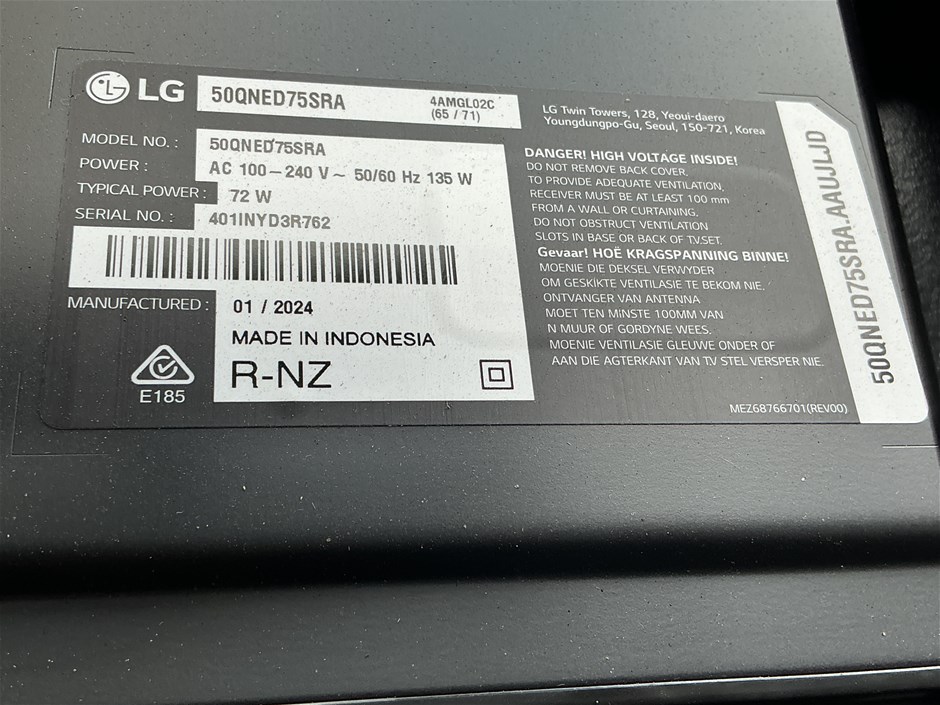 LG 50QNED75SRA 4AMGL02C
(65 / 71)
MODEL NO. : 50QNED75SRA
POWER : AC 100－240 V ~ 50/60 Hz 135 W
TYPICAL POWER : 72 W
SERIAL NO. : 401INYD3R762
MANUFACTURED : 01 / 2024
MADE IN INDONESIA
R-NZ
E185
LG Twin Towers, 128, Yeoui-daero
Youngdungpo-Gu, Seoul, 150-721, Korea
DANGER! HIGH VOLTAGE INSIDE!
DO NOT REMOVE BACK COVER.
TO PROVIDE ADEQUATE VENTILATION,
RECEIVER MUST BE AT LEAST 100 mm
FROM A WALL OR CURTAINING.
DO NOT OBSTRUCT VENTILATION
SLOTS IN BASE OR BACK OF TV.SET.
Gevaar! HOË KRAGSPANNING BINNE!
MOENIE DIE DEKSEL VERWYDER
OM GESKIKTE VENTILASIE TE BEKOM NIE.
ONTVANGER VAN ANTENNA
MOET TEN MINSTE 100MM VAN
N MUUR OF GORDYNE WEES.
MOENIE VENTILASIE GLEUWE ONDER OF
AAN DIE AGTERKANT VAN T.V STEL VERSPER NIE.
MEZ68766701(REV00)
50QNED75SRA.AAUJLJD